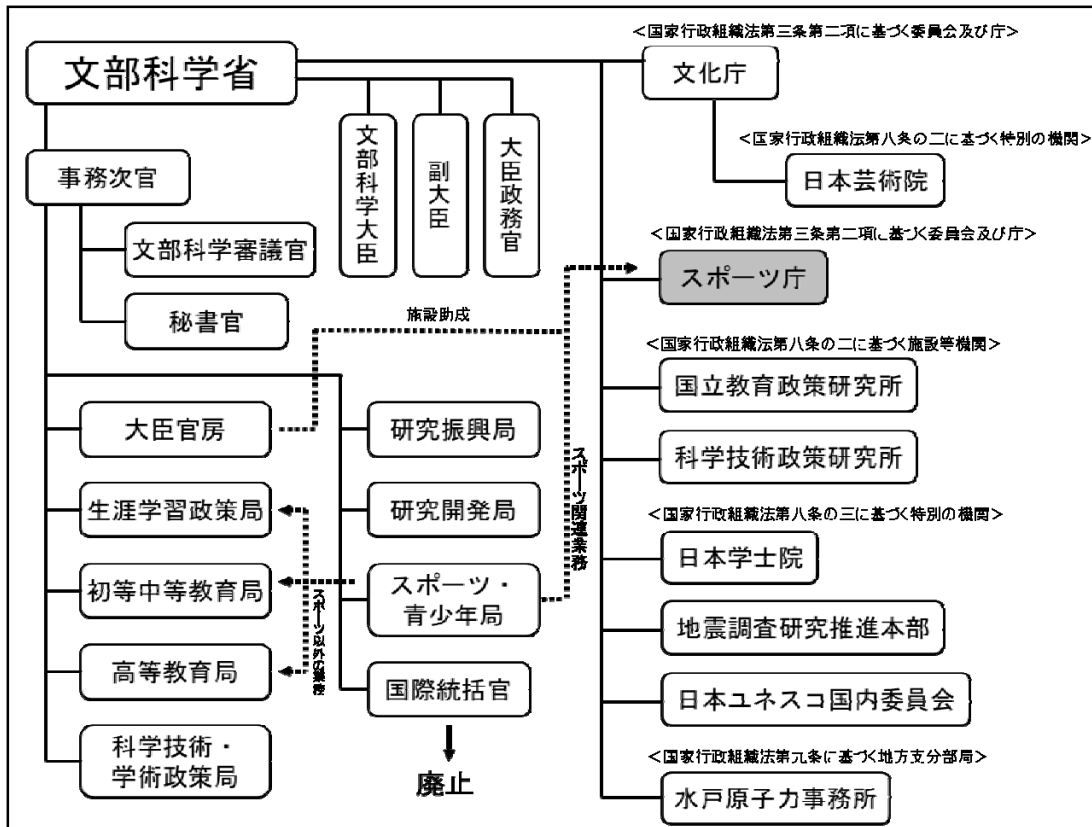 文部科学省
事務次官
文部科学審議官
秘書官
文部科学大臣
副大臣
大臣政務官
<国家行政組織法第三条第二項に基づく委員会及び庁>
文化庁
<国家行政組織法第八条の二に基づく特別の機関>
日本芸術院
<国家行政組織法第三条第二項に基づく委員会及び庁>
スポーツ庁
施設助成
大臣官房
生涯学習政策局
初等中等教育局
高等教育局
科学技術・
学術政策局
スポーツ以外の業務
研究振興局
研究開発局
スポーツ・
青少年局
国際統括官
廃止
スポーツ関連業務
<国家行政組織法第八条の二に基づく施設等機関>
国立教育政策研究所
科学技術政策研究所
<国家行政組織法第八条の三に基づく特別の機関>
日本学士院
地震調査研究推進本部
日本ユネスコ国内委員会
<国家行政組織法第九条に基づく地方支分部局>
水戸原子力事務所